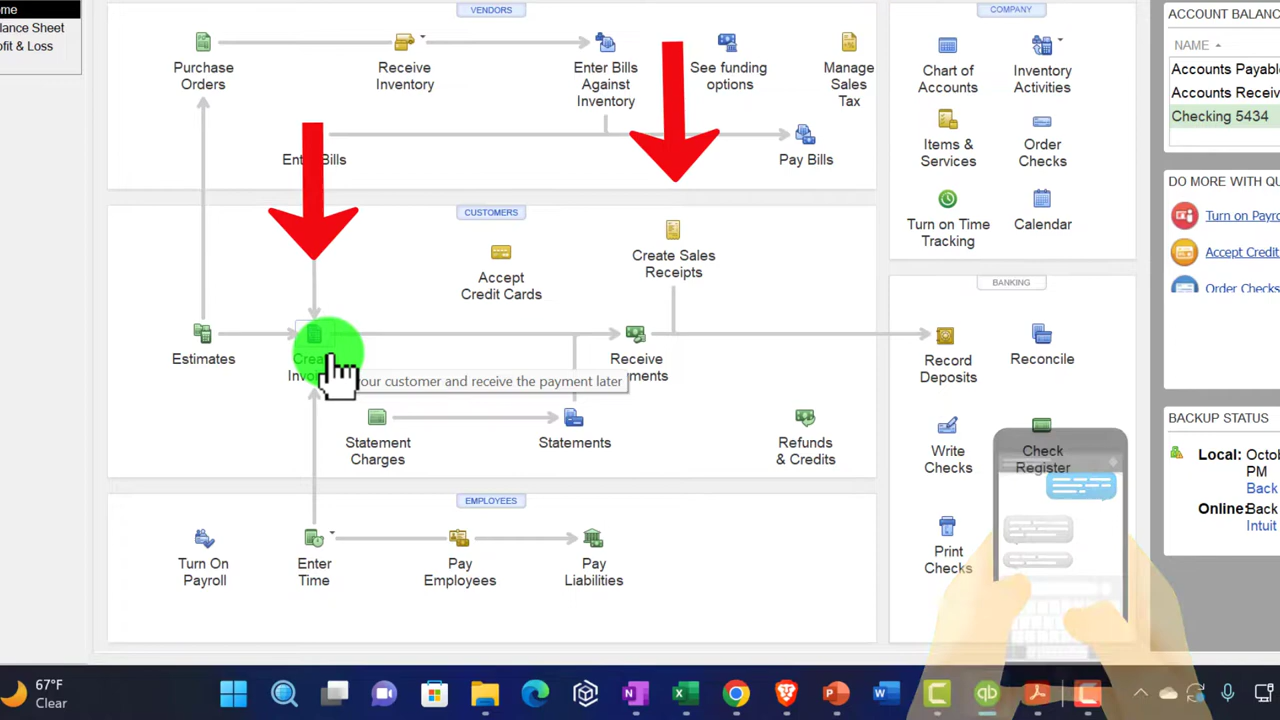 ome
lance Sheet
ofit & Loss
VENDORS
Purchase
Orders
Receive
Inventory
Enter Bills
Against
Inventory
See funding
options
Manage
Sales
Tax
Bills
Pay Bills
CUSTOMERS
Accept
Credit Cards
Create Sales
Receipts
Estimates
Crea
Invo
our customer and receive the payment later
Receive
ments
Statement
Charges
Statements
Refunds
& Credits
EMPLOYEES
Turn On
Payroll
Enter
Time
Pay
Employees
Pay
Liabilities
COMPANY
Chart of
Accounts
Inventory
Activities
Items &
Services
Order
Checks
Turn on Time
Tracking
Calendar
BANKING
Record
Deposits
Reconcile
Write
Checks
Check
Register
Print
Checks
ACCOUNT BALANC
NAME
Accounts Payabl
Accounts Receiv
Checking 5434
DO MORE WITH QU
Turn on Payro
Accept Credit
Order Checks
BACKUP STATUS
Local: Octo
PM
Back
Online: Back
Intuit
67°F
Clear